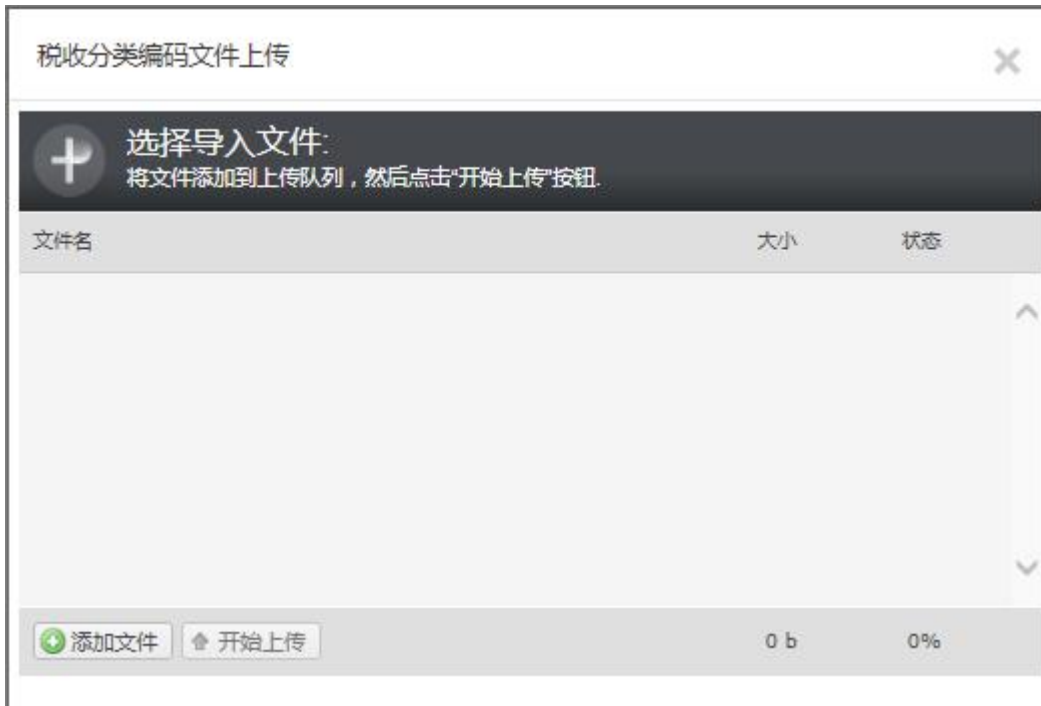 税收分类编码文件上传
选择导入文件:
将文件添加到上传队列，然后点击“开始上传”按钮.
文件名 大小 状态
添加文件 开始上传 0 b 0%